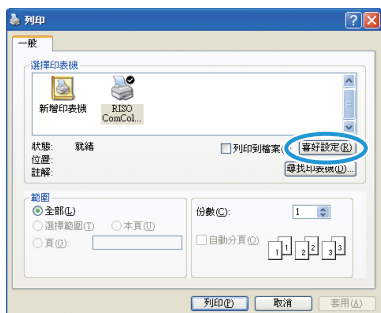 列印
一般
選擇印表機
新增印表機 RISO ComCol...
狀態: 就緒 列印到檔案( 喜好設定(R)
位置: 尋找印表機(D)...
註解:
範圍
全部(L) 份數(C): 1
選擇範圍(T) 本頁(U)
頁(G): 自動分頁(O)
1 1 2 2 3 3
列印(P) 取消 套用(A)